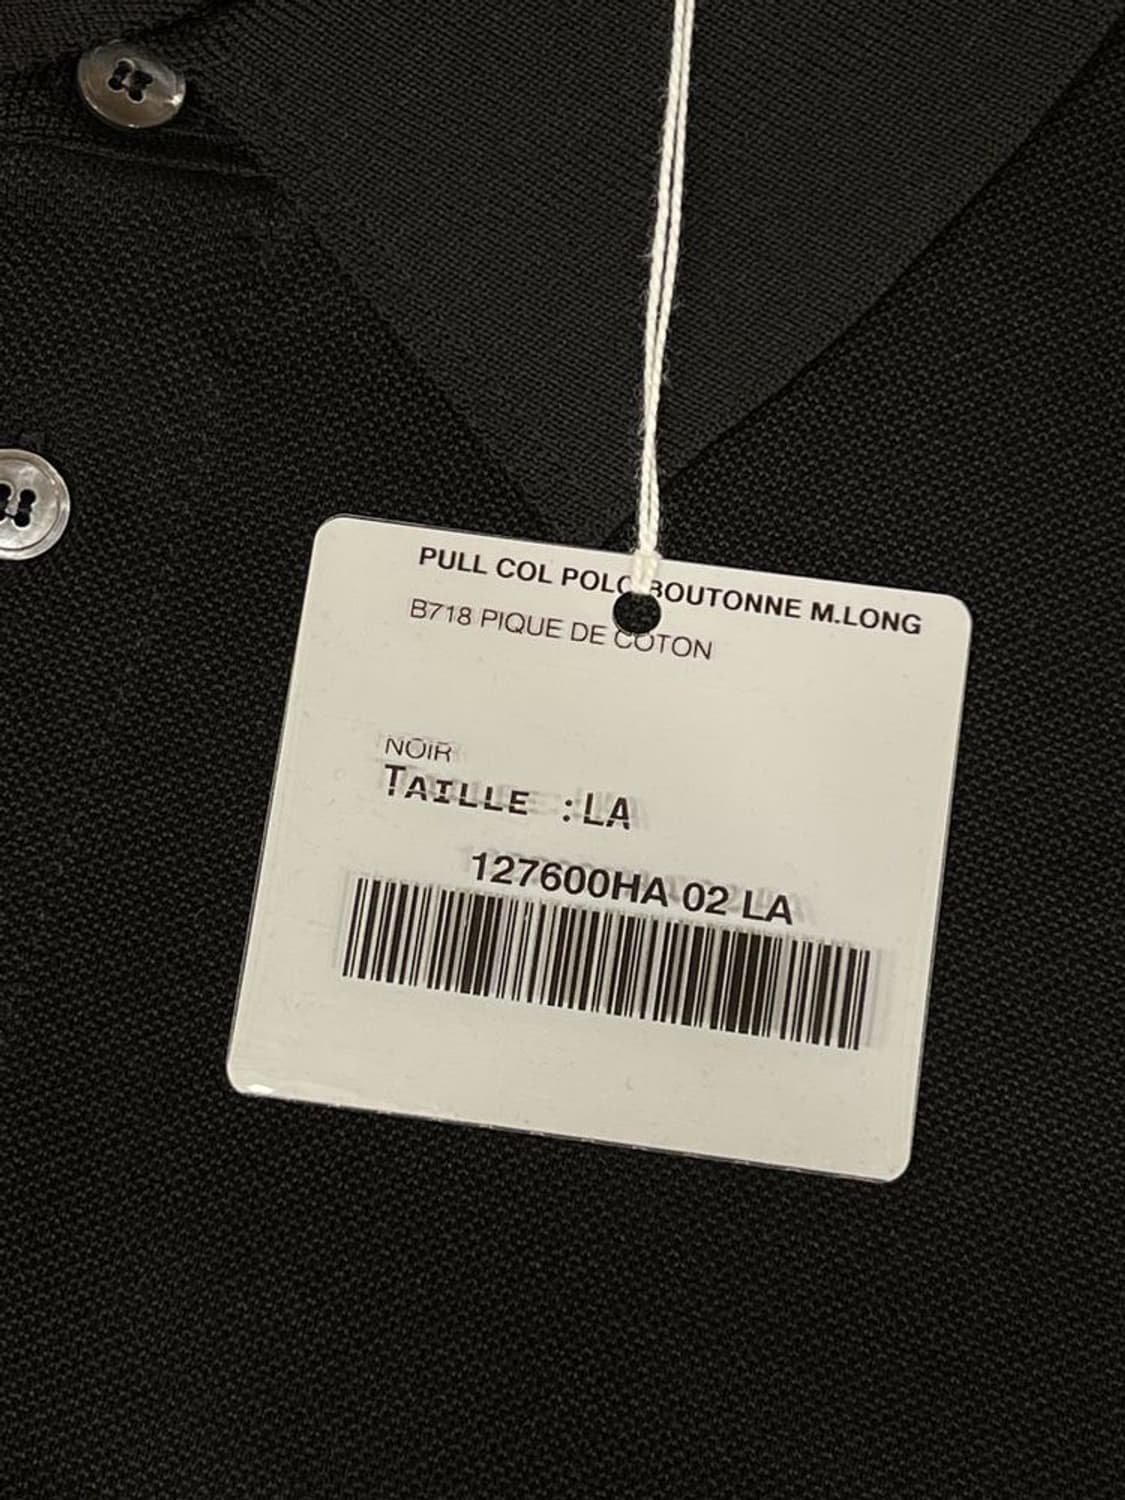 PULL COL POLO BOUTONNE M.LONG
B718 PIQUE DE COTON
NOIR
TAILLE :LA
127600HA 02 LA